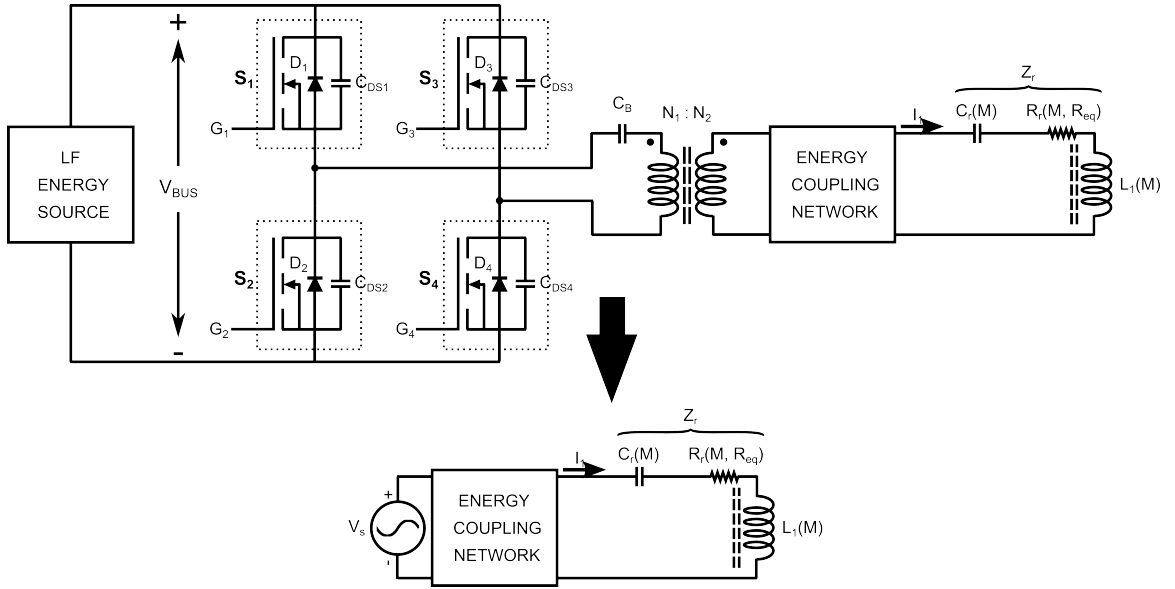 +
S₁
D₁
C_DS1
G₁
S₃
D₃
C_DS3
G₃
LF
ENERGY
SOURCE
V_BUS
C_B
N₁ : N₂
ENERGY
COUPLING
NETWORK
I₁
Z_r
C_r(M)
R_r(M, R_eq)
L₁(M)
S₂
D₂
C_DS2
G₂
S₄
D₄
C_DS4
G₄
-
Z_r
I₁
C_r(M)
R_r(M, R_eq)
+
V_s
-
ENERGY
COUPLING
NETWORK
L₁(M)